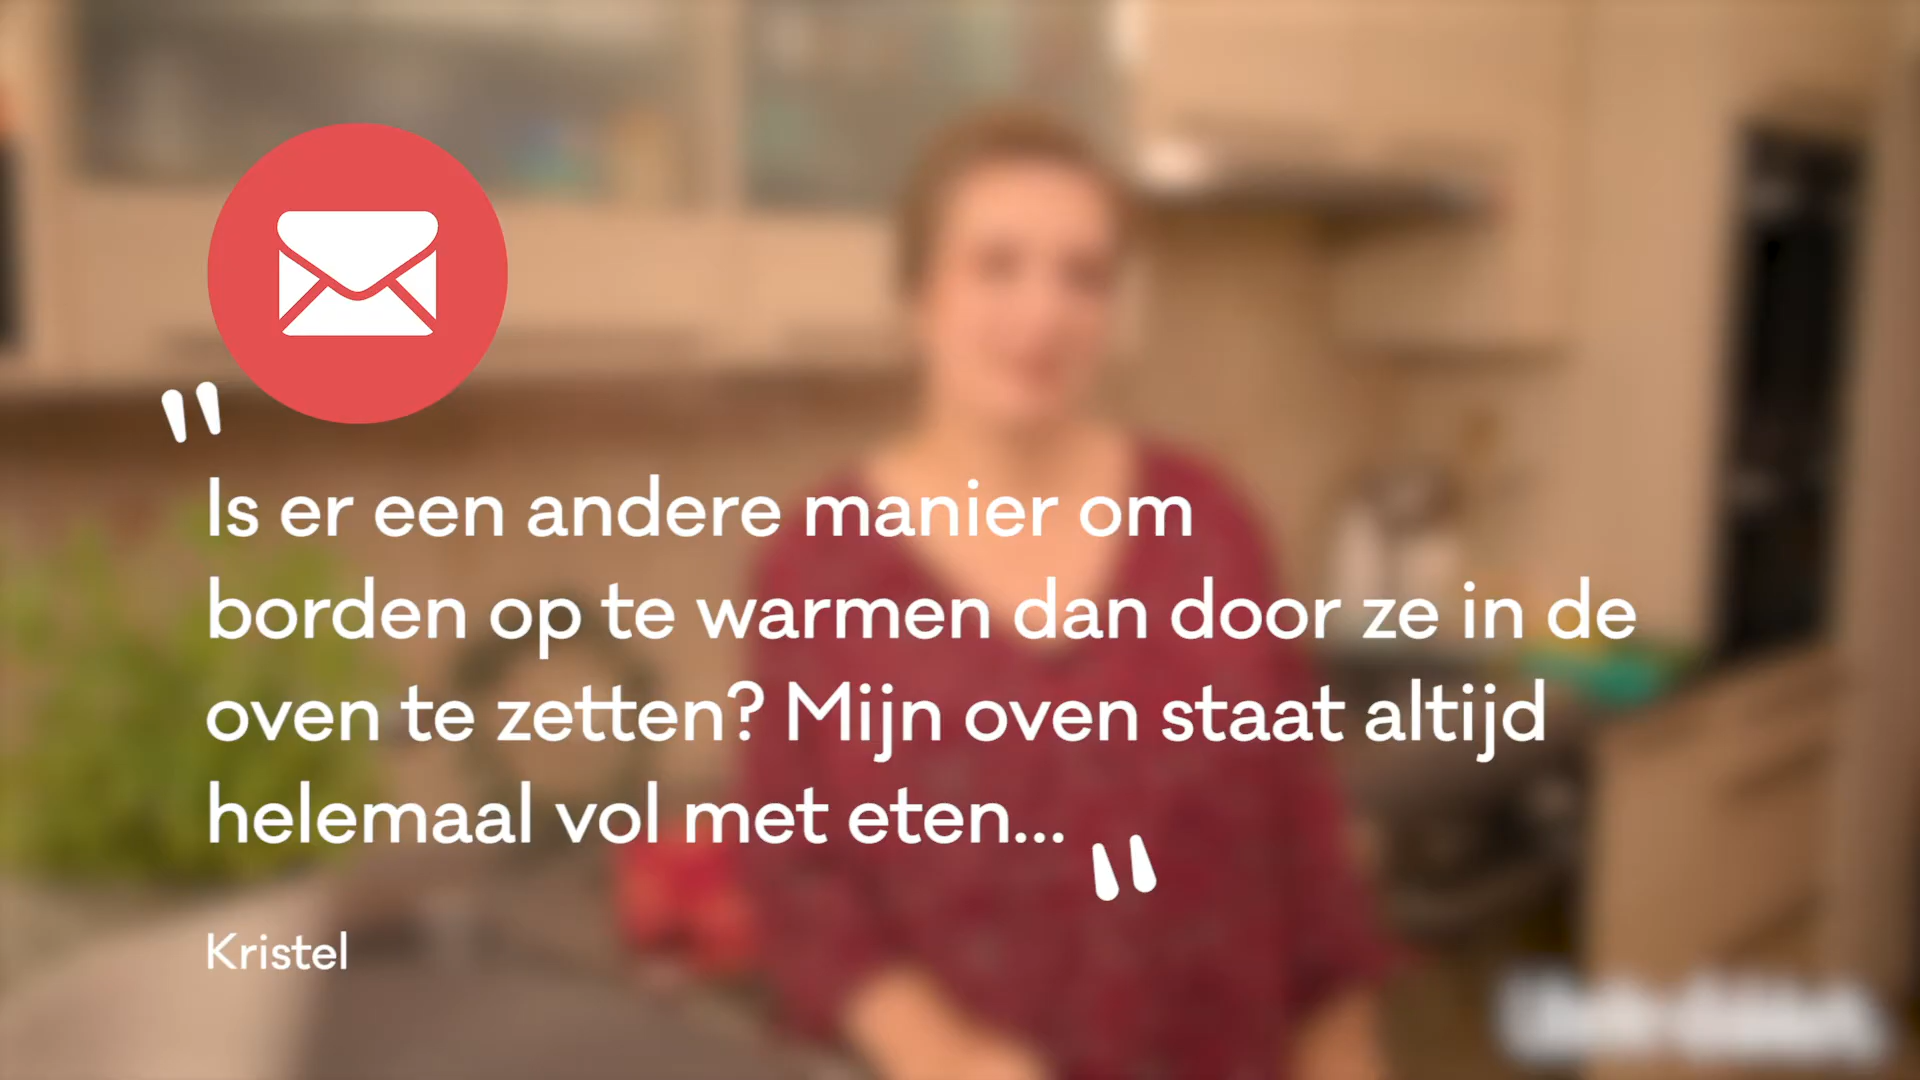 "Is er een andere manier om
borden op te warmen dan door ze in de
oven te zetten? Mijn oven staat altijd
helemaal vol met eten..."
Kristel